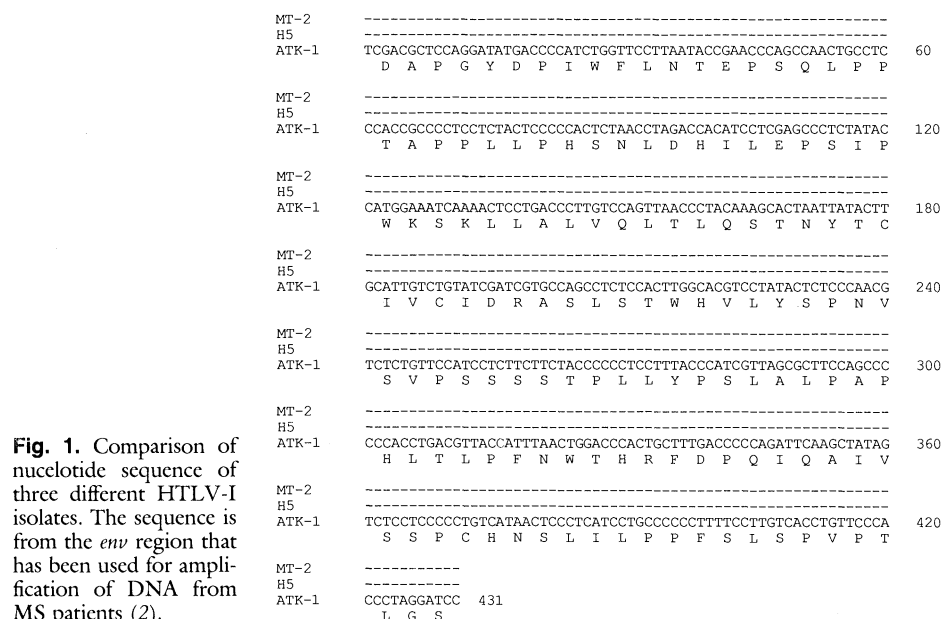 MT-2 ------------------------------------------------------------
H5 ------------------------------------------------------------
ATK-1 TCGACGCTCCAGGATATGACCCCATCTGGTTCCTTAATACCGAACCCAGCCAACTGCCTC 60
D A P G Y D P I W F L N T E P S Q L P P
MT-2 ------------------------------------------------------------
H5 ------------------------------------------------------------
ATK-1 CCACCGCCCCTCCTCTACTCCCCCACTCTAACCTAGACCACATCCTCGAGCCCTCTATAC 120
T A P P L L P H S N L D H I L E P S I P
MT-2 ------------------------------------------------------------
H5 ------------------------------------------------------------
ATK-1 CATGGAAATCAAAACTCCTGACCCTTGTCCAGTTAACCCTACAAAGCACTAATTATACTT 180
W K S K L L A L V Q L T L Q S T N Y T C
MT-2 ------------------------------------------------------------
H5 ------------------------------------------------------------
ATK-1 GCATTGTCTGTATCGATCGTGCCAGCCTCTCCACTTGGCACGTCCTATACTCTCCCAACG 240
I V C I D R A S L S T W H V L Y S P N V
MT-2 ------------------------------------------------------------
H5 ------------------------------------------------------------
ATK-1 TCTCTGTTCCATCCTCTTCTTCTACCCCCCTCCTTTACCCATCGTTAGCGCTTCCAGCCC 300
S V P S S S S T P L L Y P S L A L P A P
MT-2 ------------------------------------------------------------
H5 ------------------------------------------------------------
ATK-1 CCCACCTGACGTTACCATTTAACTGGACCCACTGCTTTGACCCCCAGATTCAAGCTATAG 360
H L T L P F N W T H R F D P Q I Q A I V
MT-2 ------------------------------------------------------------
H5 ------------------------------------------------------------
ATK-1 TCTCCTCCCCCTGTCATAACTCCCTCATCCTGCCCCCCTTTTCCTTGTCACCTGTTCCCA 420
S S P C H N S L I L P P F S L S P V P T
MT-2 -----------
H5 -----------
ATK-1 CCCTAGGATCC 431
L G S
Fig. 1. Comparison of
nucelotide sequence of
three different HTLV-I
isolates. The sequence is
from the env region that
has been used for ampli-
fication of DNA from
MS patients (2).